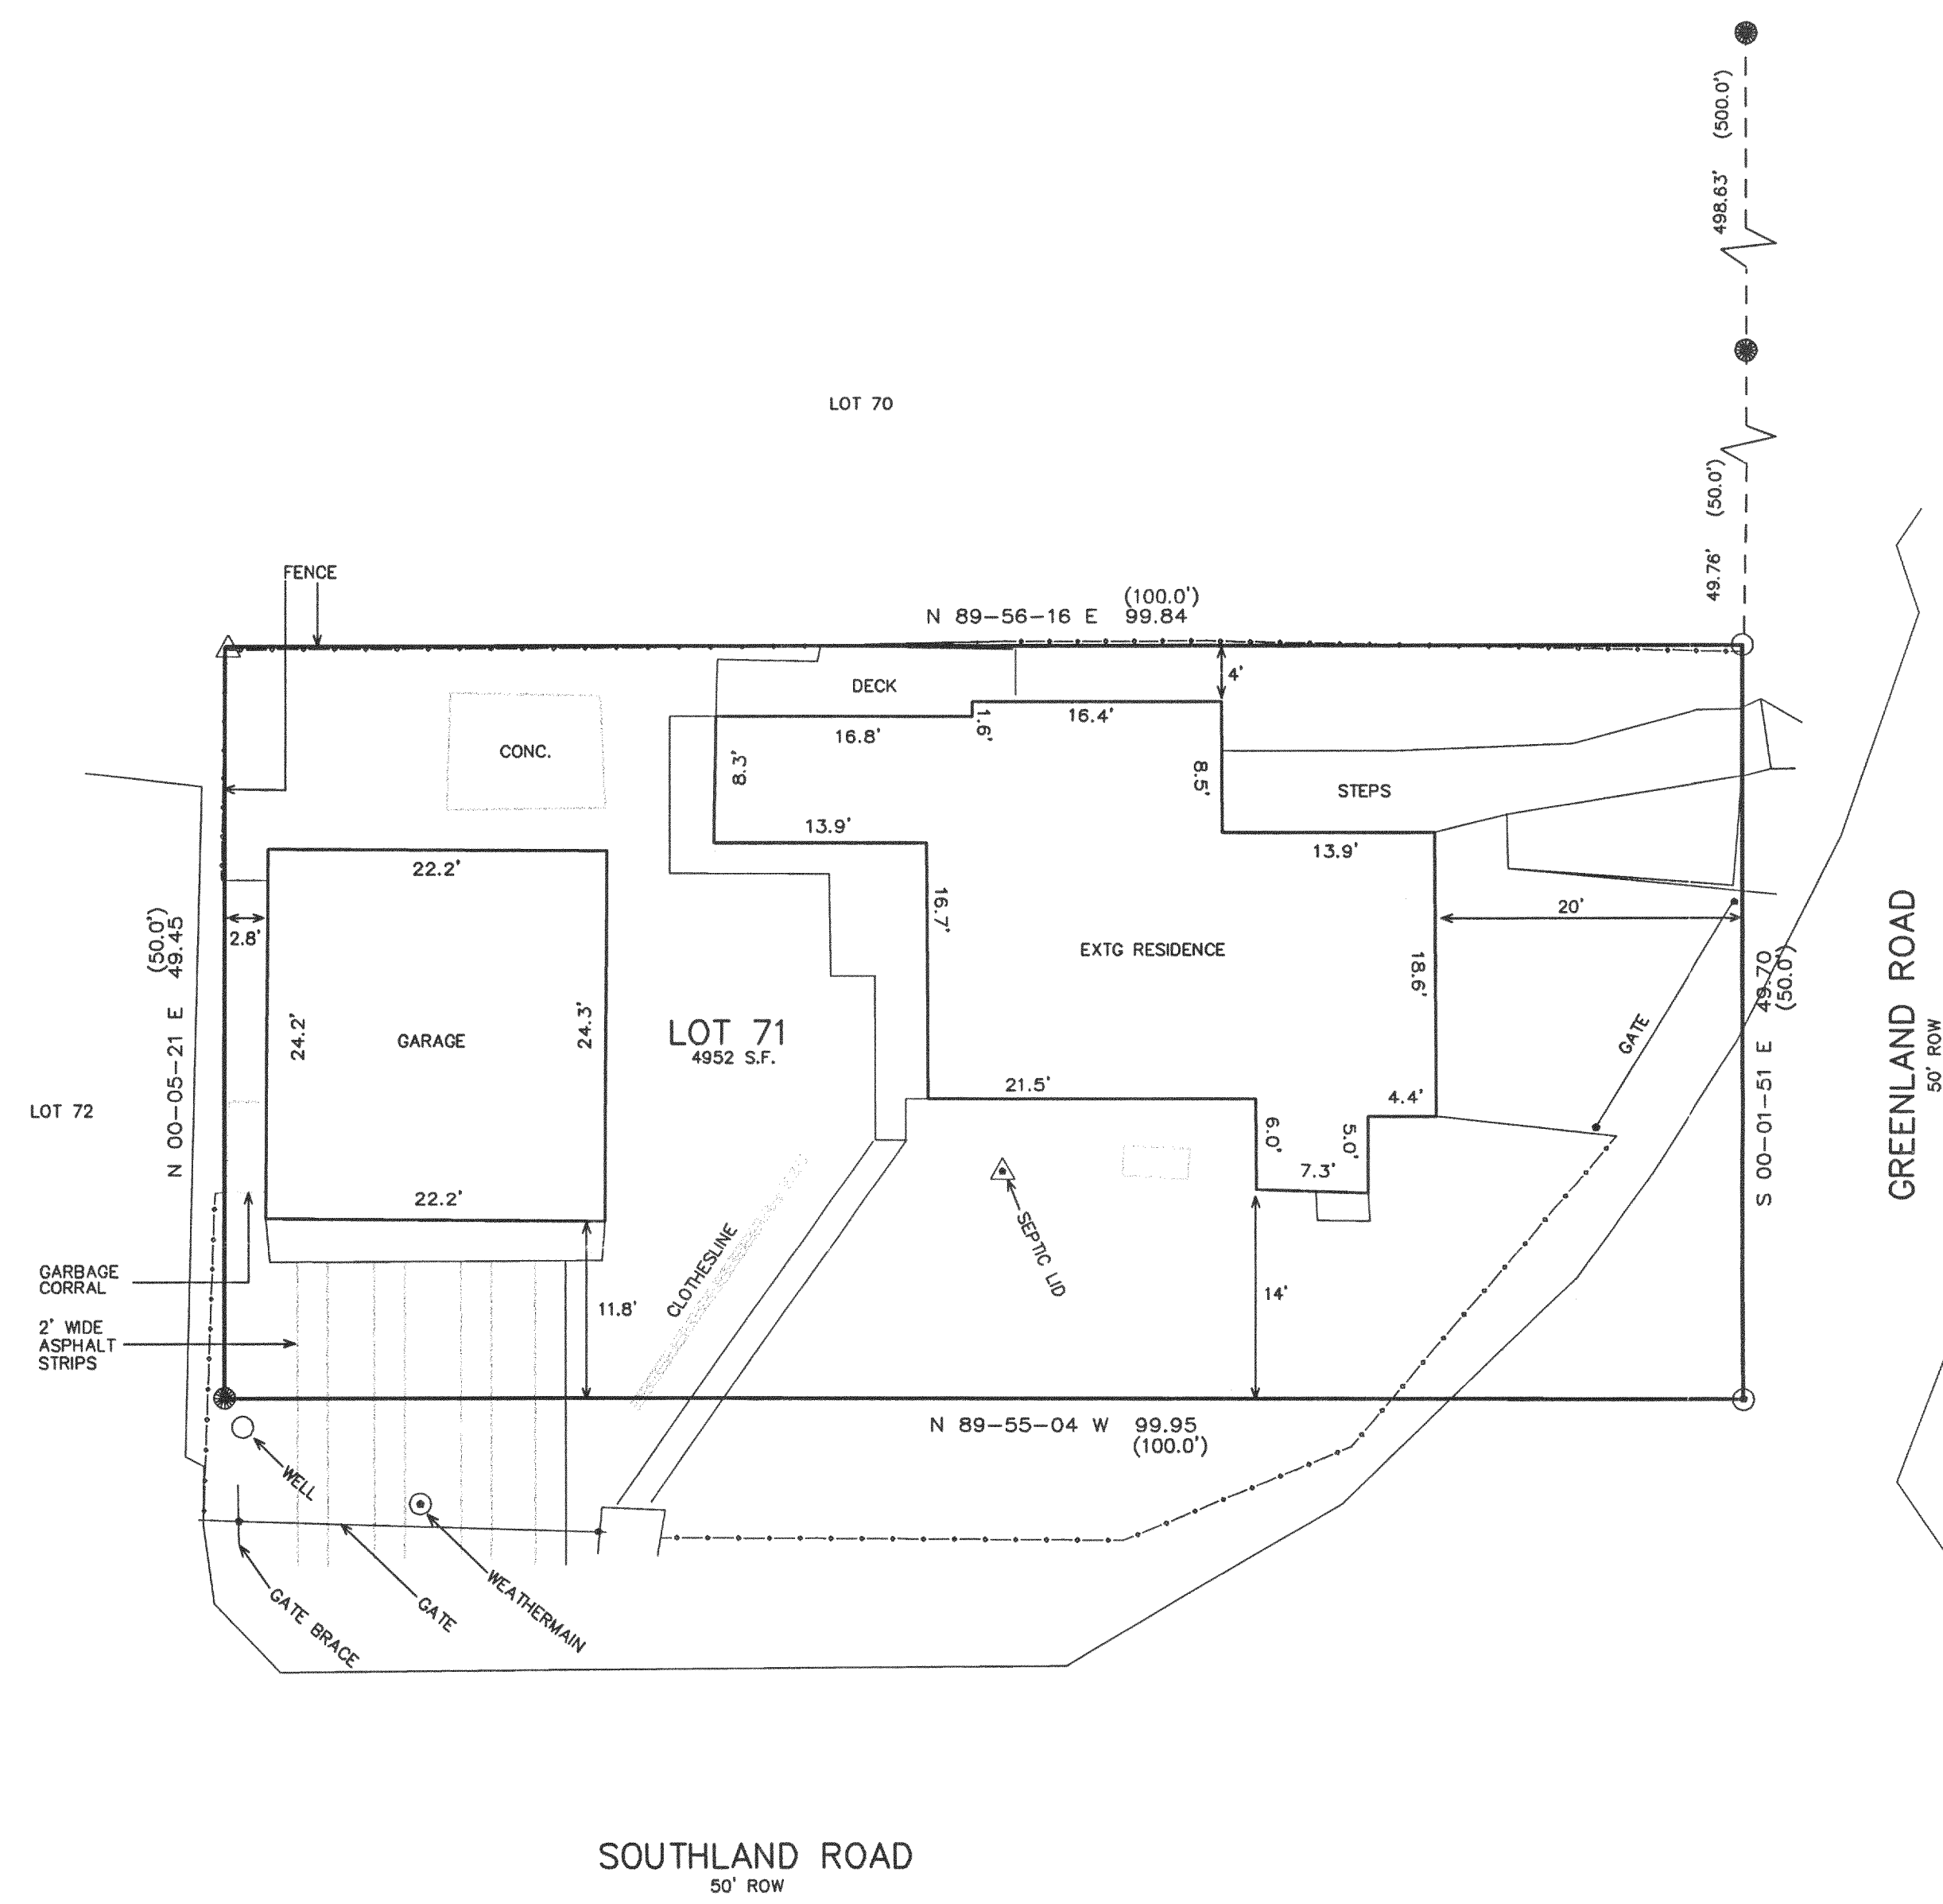 (500.0')
498.63'
LOT 70
(50.0')
49.76'
FENCE
(100.0')
N 89-56-16 E 99.84
DECK
4'
16.4'
1.6'
16.8'
CONC.
8.3'
8.5'
STEPS
13.9'
13.9'
22.2'
16.7'
20'
(50.0')
N 00-05-21 E 49.45
2.8'
EXTG RESIDENCE
18.6'
S 00-01-51 E 49.70
(50.0')
GREENLAND ROAD
50' ROW
24.2'
GARAGE
24.3'
LOT 71
4952 S.F.
GATE
21.5'
4.4'
LOT 72
6.0'
5.0'
7.3'
22.2'
SEPTIC LID
CLOTHESLINE
GARBAGE
CORRAL
11.8'
14'
2' WIDE
ASPHALT
STRIPS
N 89-55-04 W 99.95
(100.0')
WELL
WEATHERMAIN
GATE
GATE BRACE
SOUTHLAND ROAD
50' ROW